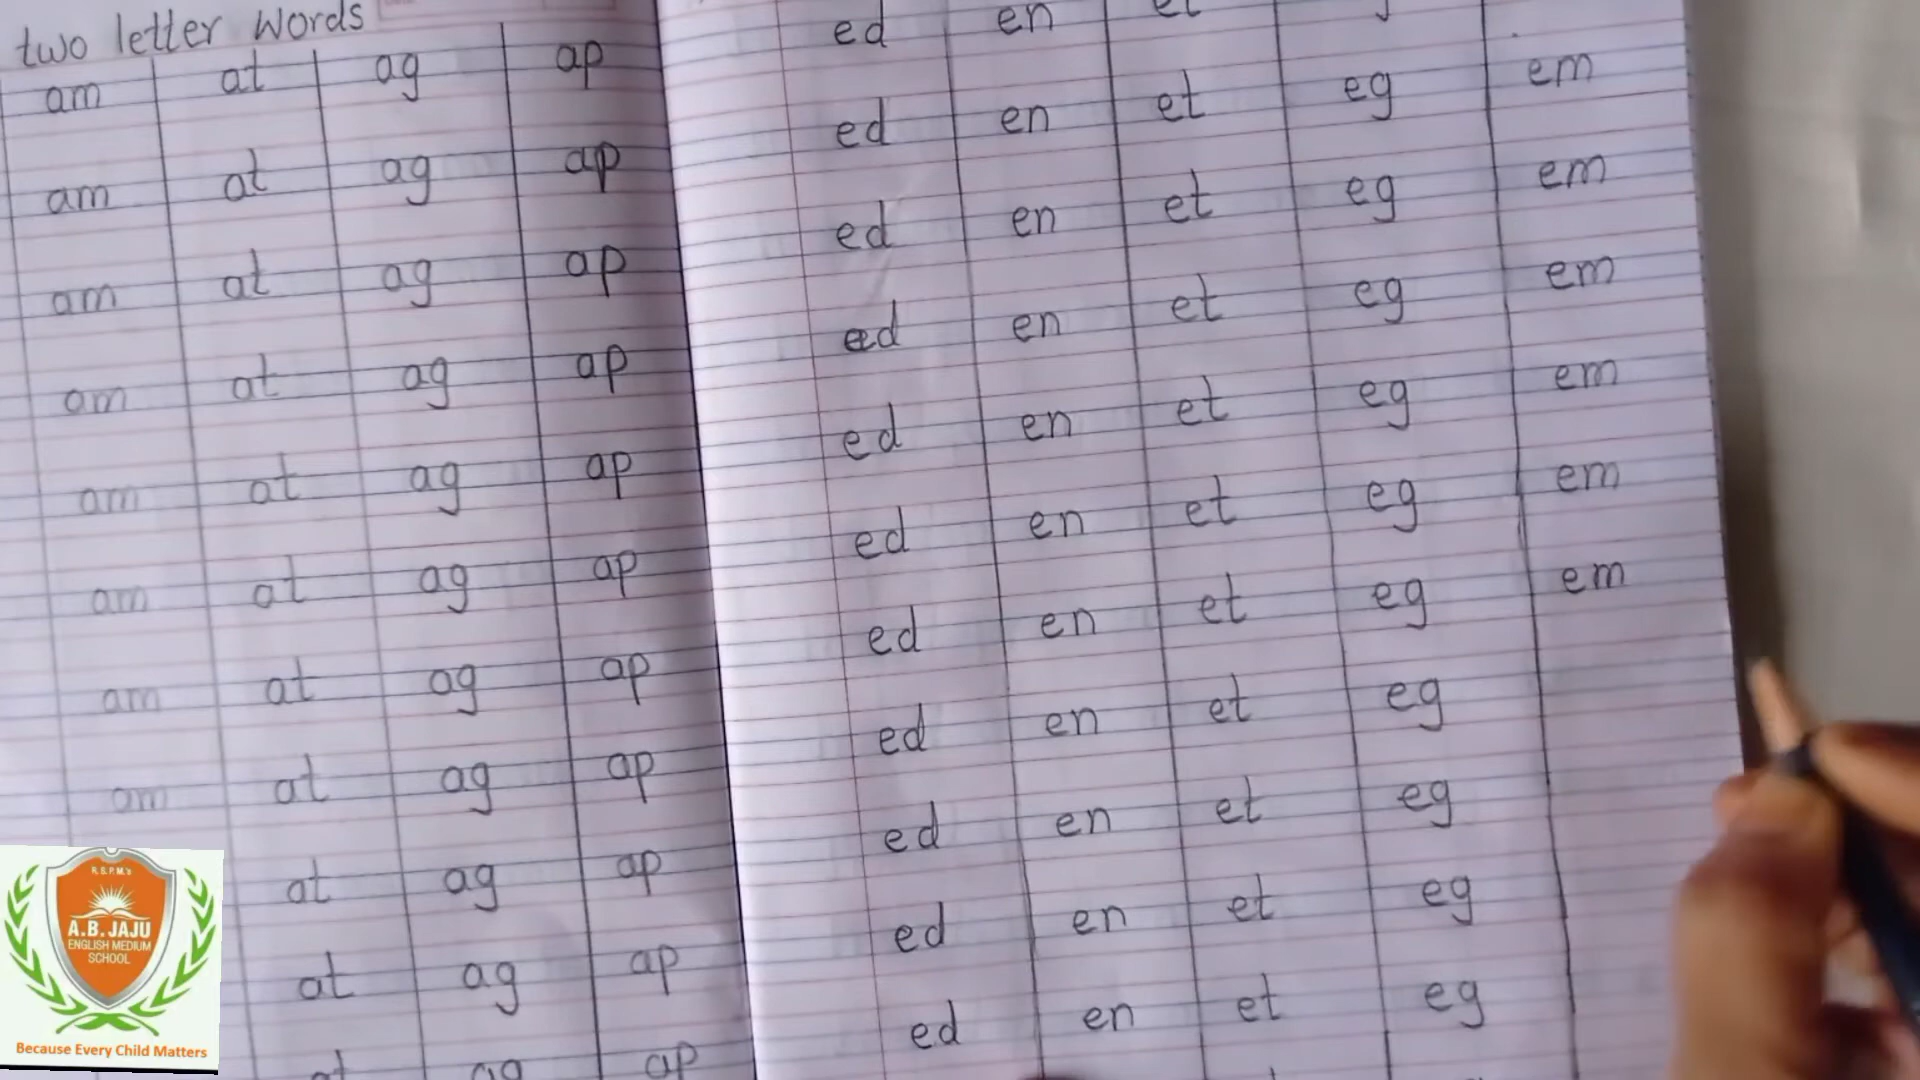 two letter words
am at ag ap
am at ag ap
am at ag ap
am at ag ap
am at ag ap
am at ag ap
am at ag ap
am at ag ap
at ag ap
at ag ap
at ag ap
ed en et
ed en et eg em
ed en et eg em
ed en et eg em
ed en et eg em
ed en et eg em
ed en et eg em
ed en et eg
ed en et eg
ed en et eg
ed en et eg
R.S.P.M.'s
A.B. JAJU
ENGLISH MEDIUM
SCHOOL
Because Every Child Matters